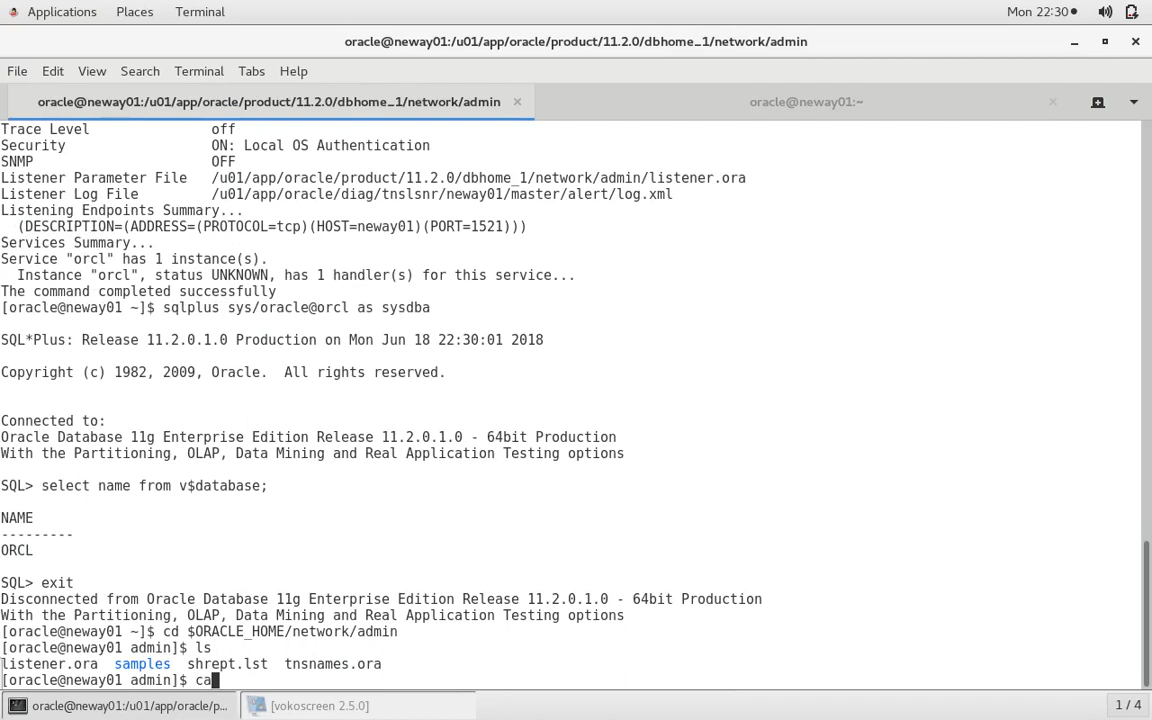 Applications Places Terminal Mon 22:30
oracle@neway01:/u01/app/oracle/product/11.2.0/dbhome_1/network/admin
File Edit View Search Terminal Tabs Help
oracle@neway01:/u01/app/oracle/product/11.2.0/dbhome_1/network/admin oracle@neway01:~
Trace Level off
Security ON: Local OS Authentication
SNMP OFF
Listener Parameter File /u01/app/oracle/product/11.2.0/dbhome_1/network/admin/listener.ora
Listener Log File /u01/app/oracle/diag/tnslsnr/neway01/master/alert/log.xml
Listening Endpoints Summary...
(DESCRIPTION=(ADDRESS=(PROTOCOL=tcp)(HOST=neway01)(PORT=1521)))
Services Summary...
Service "orcl" has 1 instance(s).
Instance "orcl", status UNKNOWN, has 1 handler(s) for this service...
The command completed successfully
[oracle@neway01 ~]$ sqlplus sys/oracle@orcl as sysdba
SQL*Plus: Release 11.2.0.1.0 Production on Mon Jun 18 22:30:01 2018
Copyright (c) 1982, 2009, Oracle. All rights reserved.
Connected to:
Oracle Database 11g Enterprise Edition Release 11.2.0.1.0 - 64bit Production
With the Partitioning, OLAP, Data Mining and Real Application Testing options
SQL> select name from v$database;
NAME
---------
ORCL
SQL> exit
Disconnected from Oracle Database 11g Enterprise Edition Release 11.2.0.1.0 - 64bit Production
With the Partitioning, OLAP, Data Mining and Real Application Testing options
[oracle@neway01 ~]$ cd $ORACLE_HOME/network/admin
[oracle@neway01 admin]$ ls
listener.ora samples shrept.lst tnsnames.ora
[oracle@neway01 admin]$ ca
oracle@neway01:/u01/app/oracle/p... [vokoscreen 2.5.0] 1 / 4